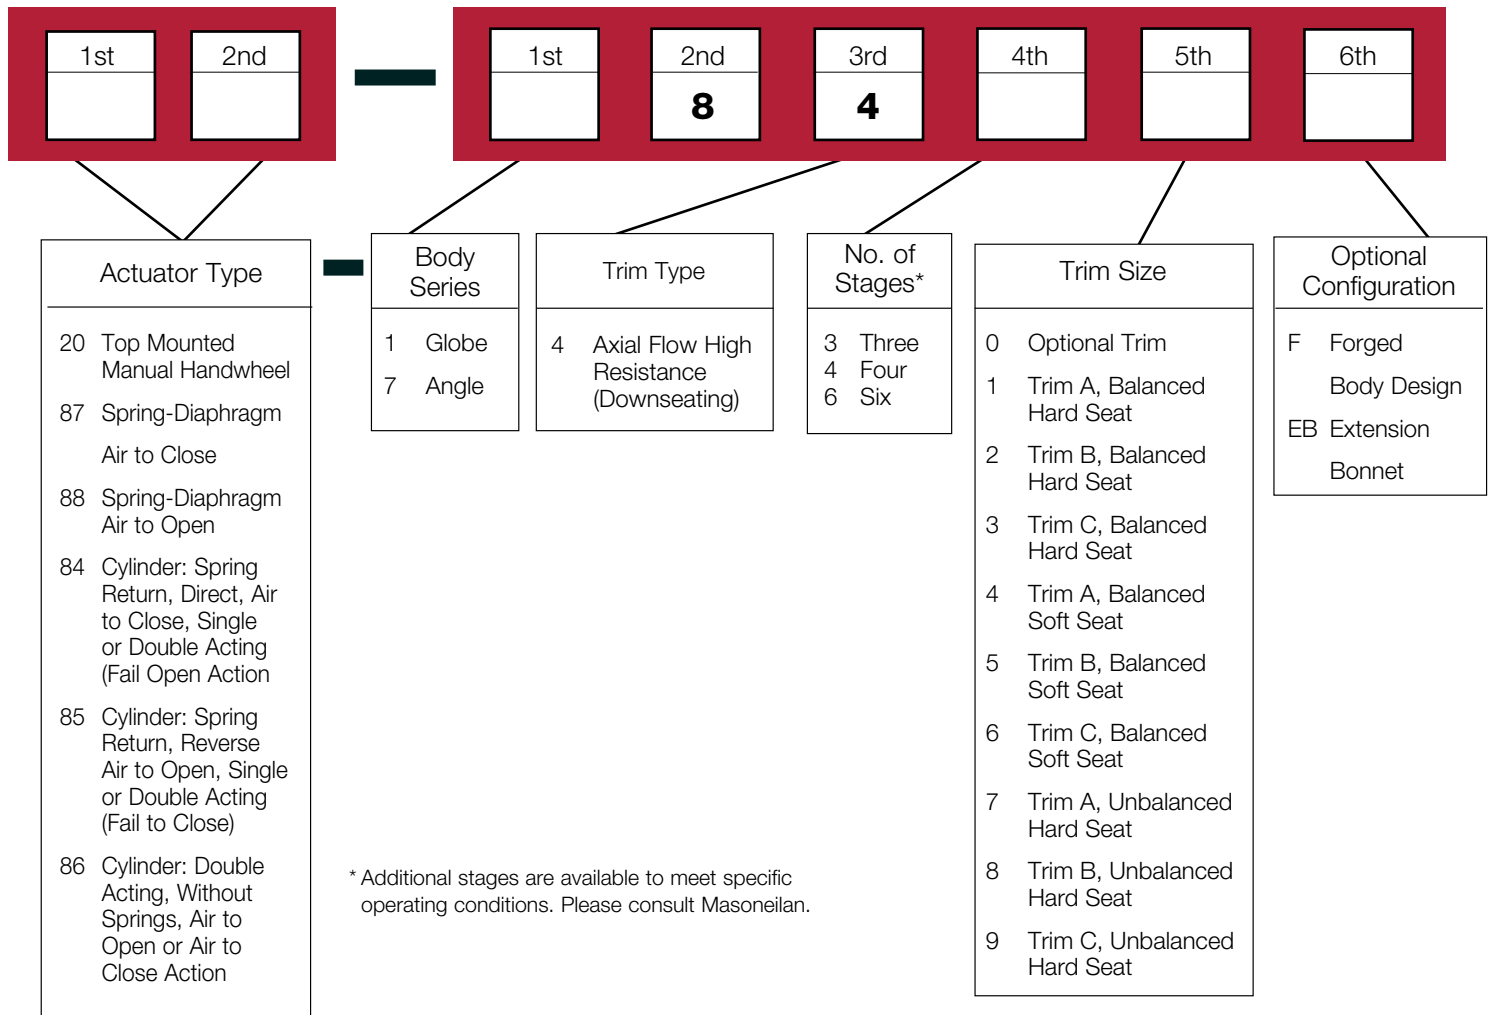 1st 2nd 1st 2nd 3rd 4th 5th 6th
8 4
Actuator Type
20 Top Mounted
Manual Handwheel
87 Spring-Diaphragm
Air to Close
88 Spring-Diaphragm
Air to Open
84 Cylinder: Spring
Return, Direct, Air
to Close, Single
or Double Acting
(Fail Open Action
85 Cylinder: Spring
Return, Reverse
Air to Open, Single
or Double Acting
(Fail to Close)
86 Cylinder: Double
Acting, Without
Springs, Air to
Open or Air to
Close Action
Body
Series
1 Globe
7 Angle
Trim Type
4 Axial Flow High
Resistance
(Downseating)
No. of
Stages*
3 Three
4 Four
6 Six
Trim Size
0 Optional Trim
1 Trim A, Balanced
Hard Seat
2 Trim B, Balanced
Hard Seat
3 Trim C, Balanced
Hard Seat
4 Trim A, Balanced
Soft Seat
5 Trim B, Balanced
Soft Seat
6 Trim C, Balanced
Soft Seat
7 Trim A, Unbalanced
Hard Seat
8 Trim B, Unbalanced
Hard Seat
9 Trim C, Unbalanced
Hard Seat
Optional
Configuration
F Forged
Body Design
EB Extension
Bonnet
* Additional stages are available to meet specific
operating conditions. Please consult Masoneilan.